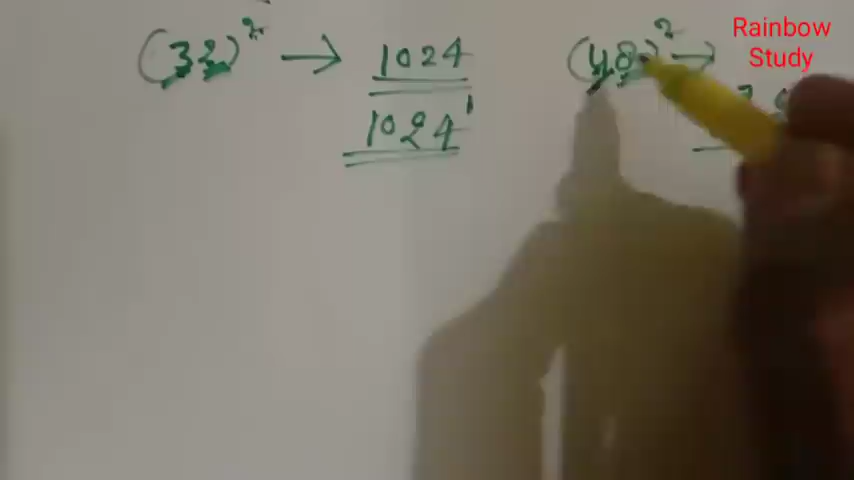 (32)² → 1024
1024
(48)² →
Rainbow
Study